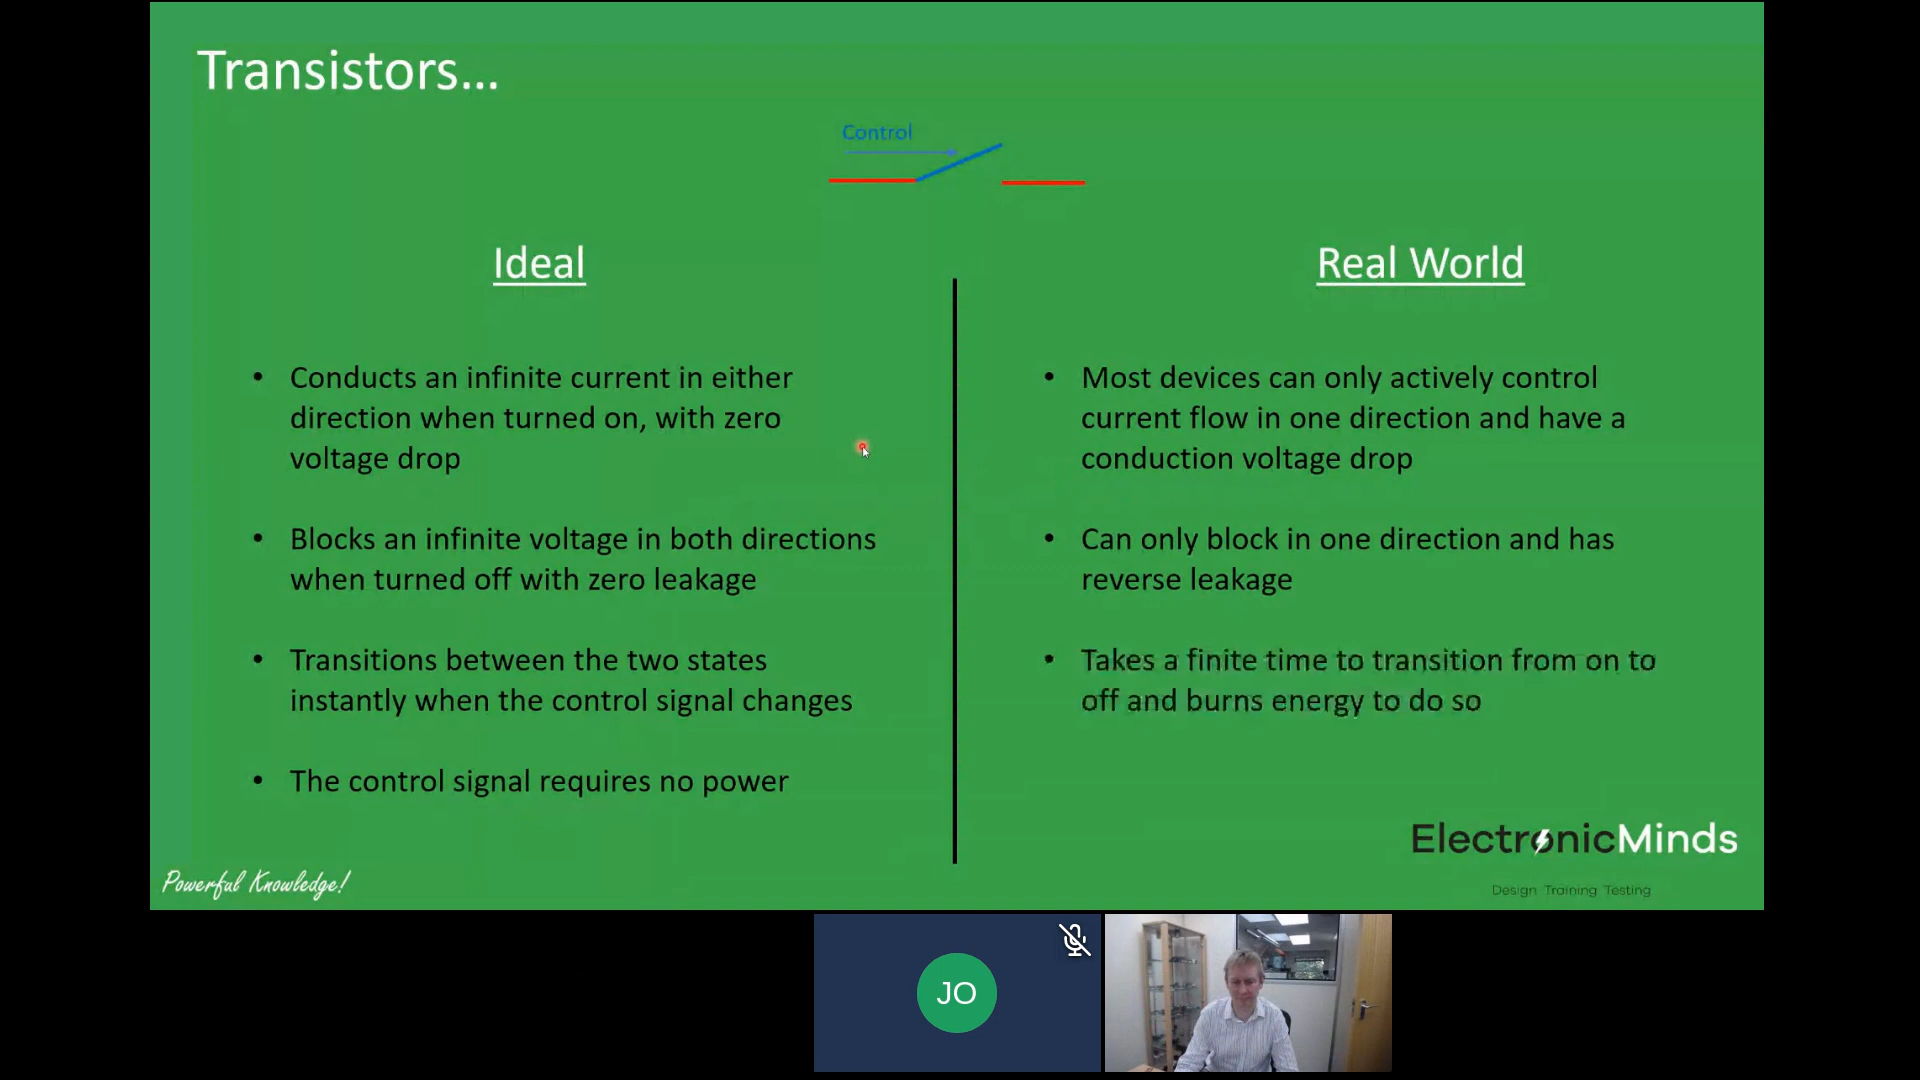 Transistors...
Control
Ideal
Real World
• Conducts an infinite current in either
direction when turned on, with zero
voltage drop
• Blocks an infinite voltage in both directions
when turned off with zero leakage
• Transitions between the two states
instantly when the control signal changes
• The control signal requires no power
• Most devices can only actively control
current flow in one direction and have a
conduction voltage drop
• Can only block in one direction and has
reverse leakage
• Takes a finite time to transition from on to
off and burns energy to do so
ElectronicMinds
Design Training Testing
Powerful Knowledge!
JO